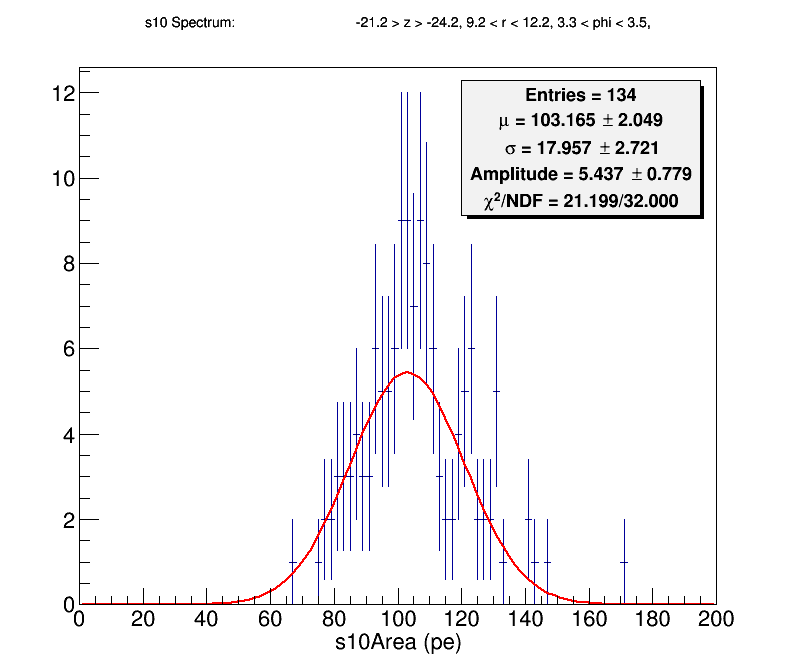 s10 Spectrum: -21.2 > z > -24.2, 9.2 < r < 12.2, 3.3 < phi < 3.5,
Entries = 134
μ = 103.165 ± 2.049
σ = 17.957 ± 2.721
Amplitude = 5.437 ± 0.779
χ²/NDF = 21.199/32.000
12
10
8
6
4
2
0
0 20 40 60 80 100 120 140 160 180 200
s10Area (pe)